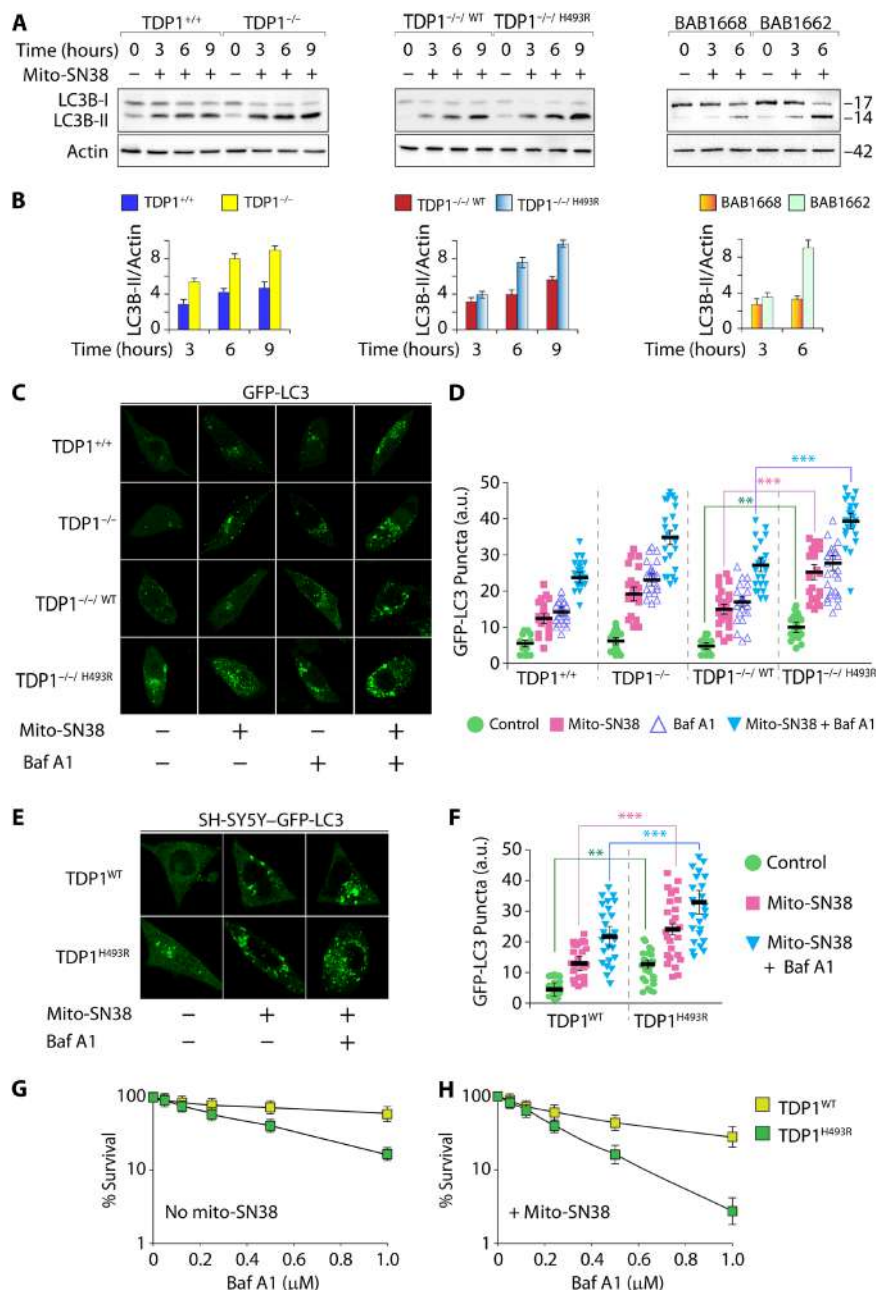 A
TDP1+/+ TDP1−/−
Time (hours) 0 3 6 9 0 3 6 9
Mito-SN38 − + + + − + + +
LC3B-I
LC3B-II
Actin
TDP1−/−/ WT TDP1−/−/ H493R
0 3 6 9 0 3 6 9
− + + + − + + +
BAB1668 BAB1662
0 3 6 0 3 6
− + + − + +
−17
−14
−42
B
TDP1+/+ TDP1−/−
LC3B-II/Actin
8
4
0
Time (hours) 3 6 9
TDP1−/−/ WT TDP1−/−/ H493R
LC3B-II/Actin
8
4
0
Time (hours) 3 6 9
BAB1668 BAB1662
LC3B-II/Actin
8
4
0
Time (hours) 3 6
C
GFP-LC3
TDP1+/+
TDP1−/−
TDP1−/−/ WT
TDP1−/−/ H493R
Mito-SN38 − + − +
Baf A1 − − + +
D
GFP-LC3 Puncta (a.u.)
50
40
30
20
10
0
** *** ***
TDP1+/+ TDP1−/− TDP1−/−/ WT TDP1−/−/ H493R
Control Mito-SN38 Baf A1 Mito-SN38 + Baf A1
E
SH-SY5Y–GFP-LC3
TDP1WT
TDP1H493R
Mito-SN38 − + +
Baf A1 − − +
F
GFP-LC3 Puncta (a.u.)
50
40
30
20
10
0
** *** ***
TDP1WT TDP1H493R
Control
Mito-SN38
Mito-SN38
+ Baf A1
G
% Survival
100
10
1
No mito-SN38
0 0.2 0.4 0.6 0.8 1.0
Baf A1 (μM)
H
% Survival
100
10
1
+ Mito-SN38
0 0.2 0.4 0.6 0.8 1.0
Baf A1 (μM)
TDP1WT
TDP1H493R